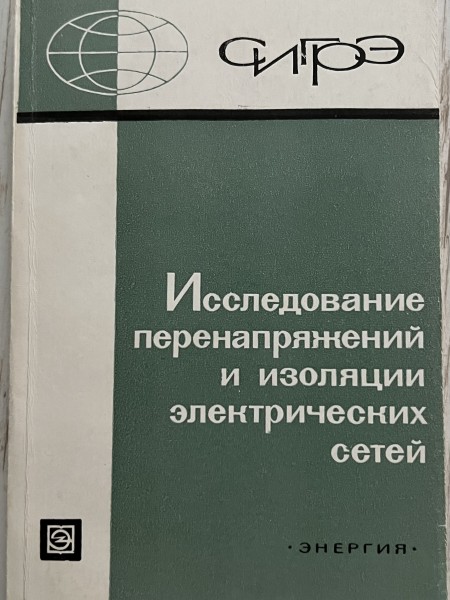 СИГРЭ
Исследование
перенапряжений
и изоляции
электрических
сетей
· ЭНЕРГИЯ ·